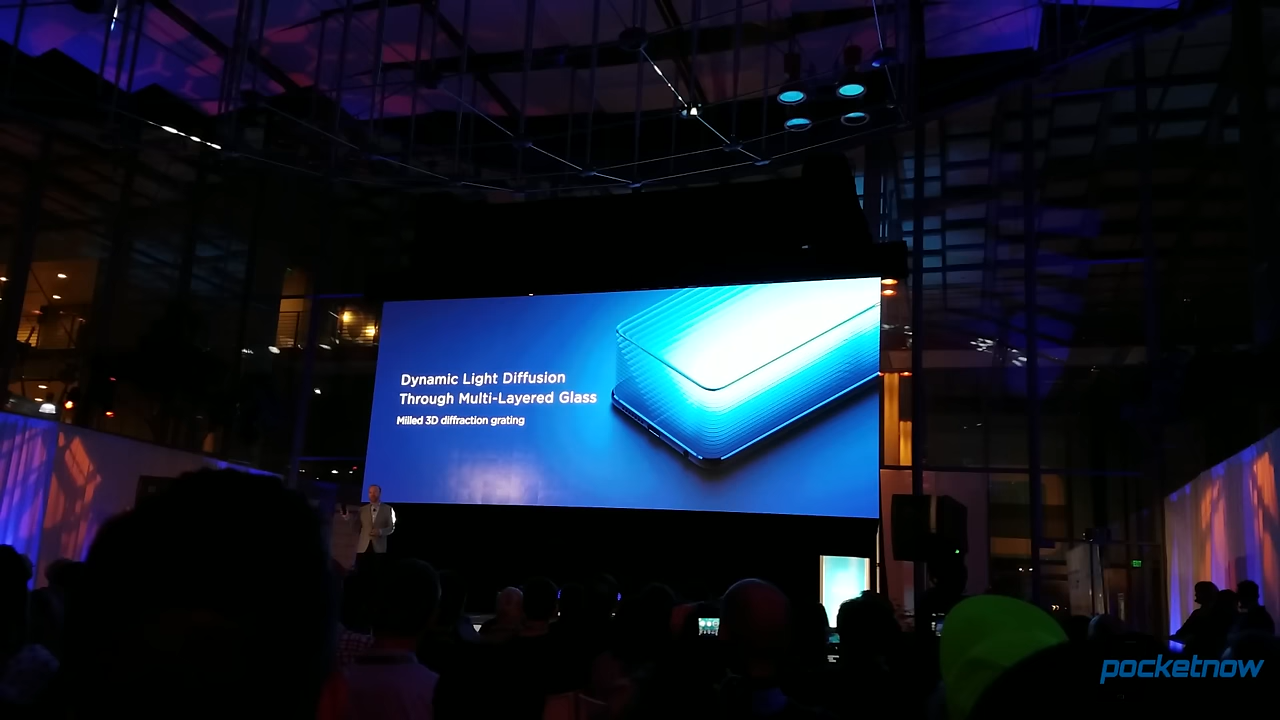 Dynamic Light Diffusion
Through Multi-Layered Glass
Milled 3D diffraction grating
pocketnow